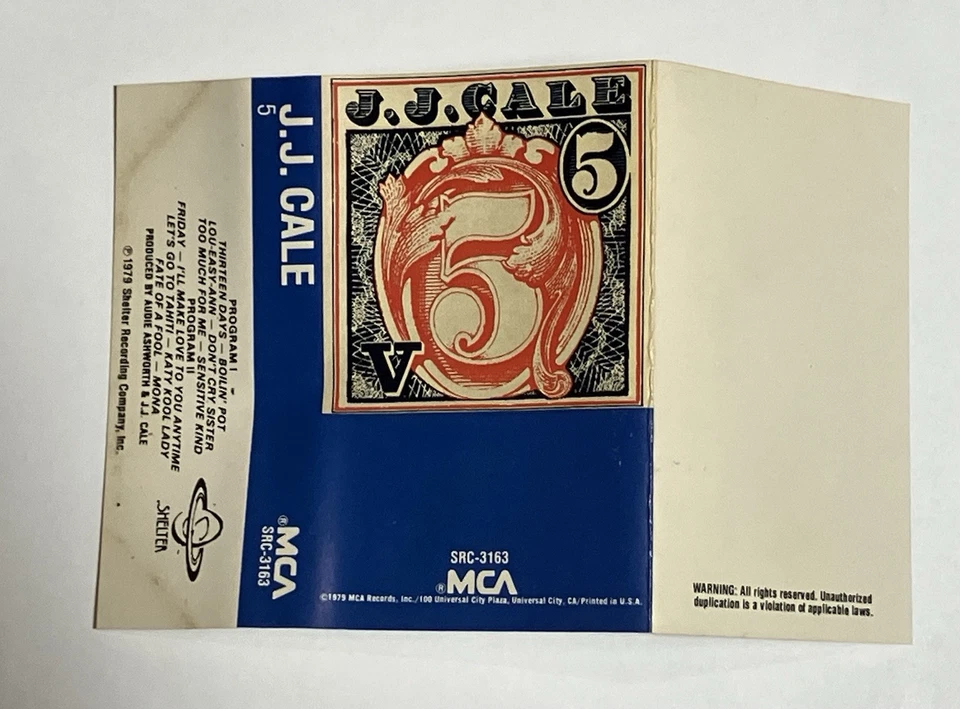 PROGRAM I
THIRTEEN DAYS – BOILIN' POT
LOU-EASY-ANN – DON'T CRY SISTER
TOO MUCH FOR ME – SENSITIVE KIND
PROGRAM II
FRIDAY – I'LL MAKE LOVE TO YOU ANYTIME
LET'S GO TO TAHITI – KATY KOOL LADY
FATE OF A FOOL – MONA
PRODUCED BY AUDIE ASHWORTH & J.J. CALE
℗ 1979 Shelter Recording Company, Inc.
SHELTER
J.J. CALE
5
®MCA
SRC-3163
J.J. CALE
5
5
V
SRC-3163
®MCA
©1979 MCA Records, Inc./100 Universal City Plaza, Universal City, CA/Printed in U.S.A.
WARNING: All rights reserved. Unauthorized
duplication is a violation of applicable laws.